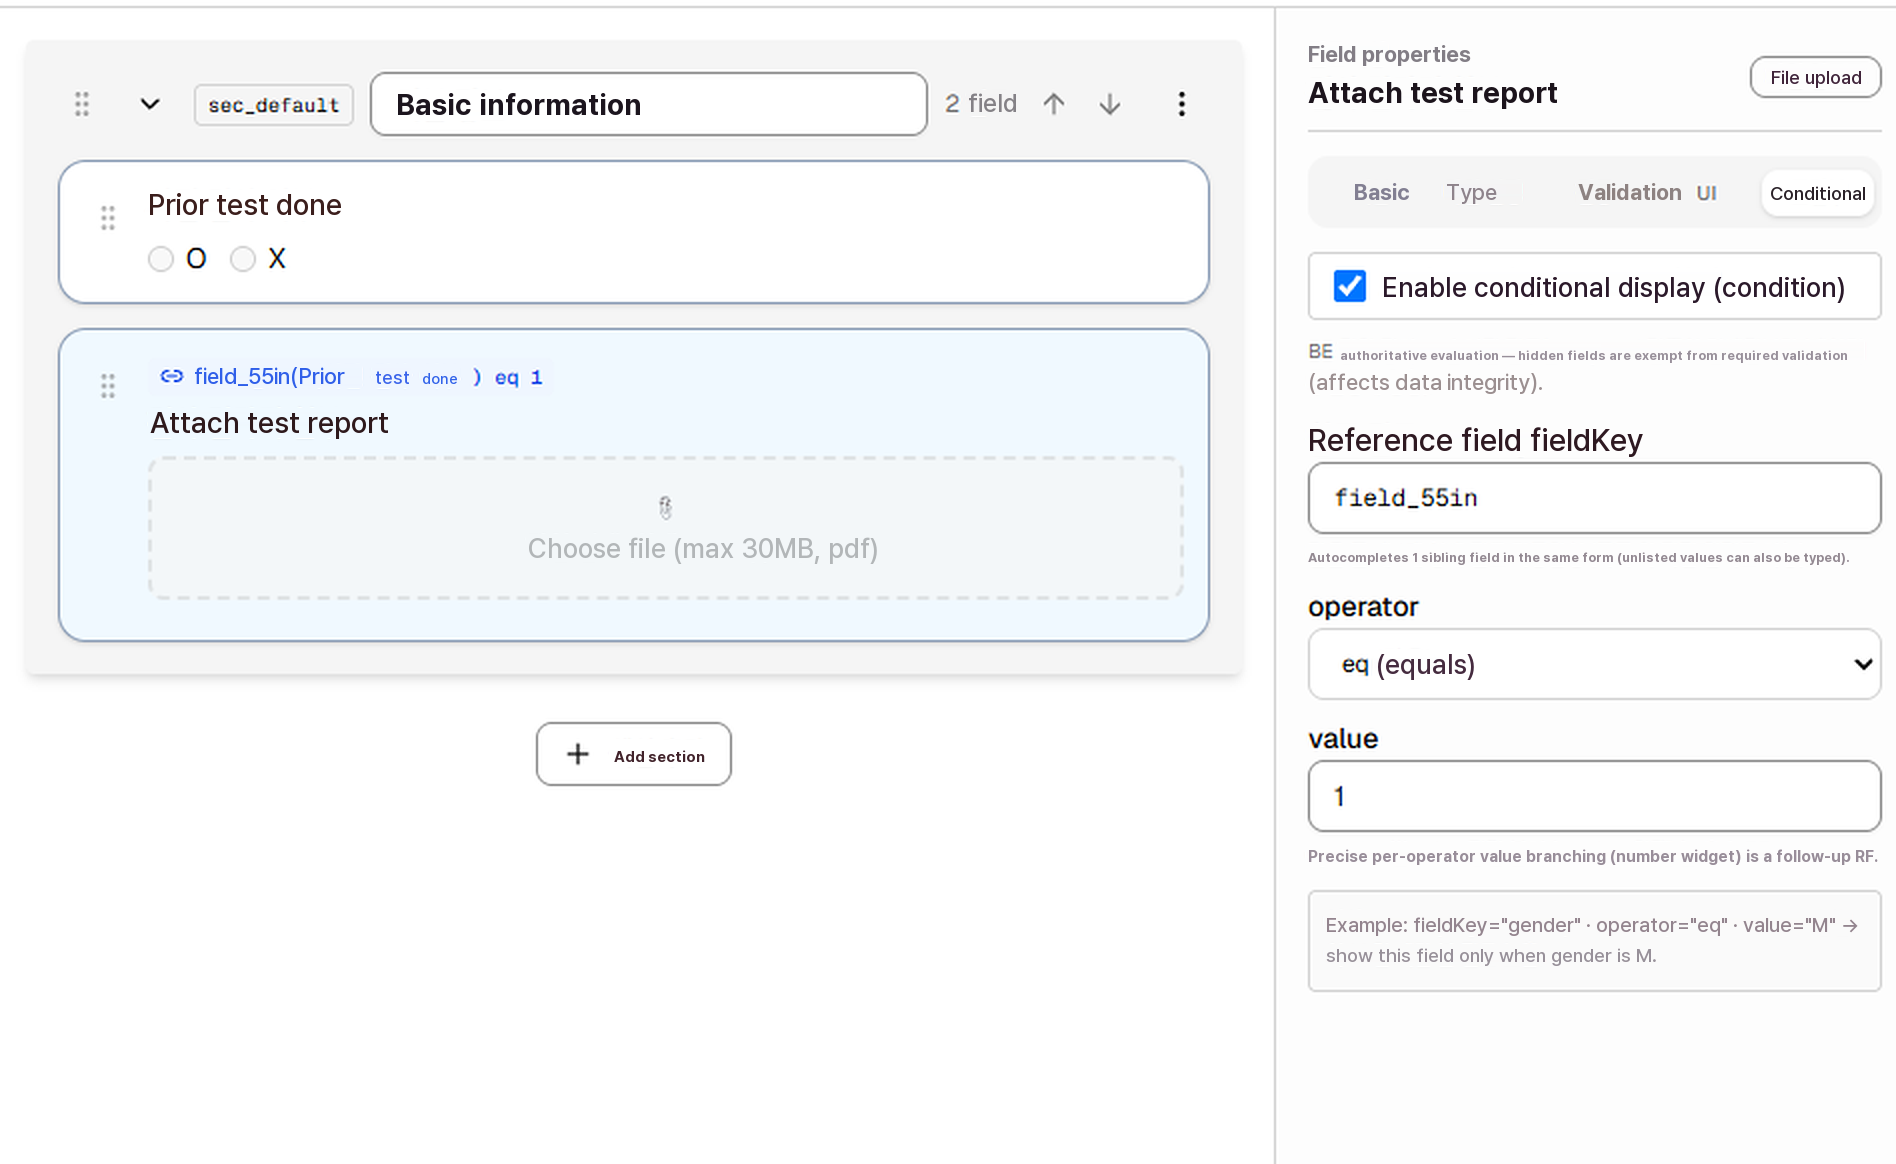 sec_default
Basic information
2 field
Prior test done
O X
field_55in(Prior test done ) eq 1
Attach test report
Choose file (max 30MB, pdf)
Add section
Field properties
Attach test report
File upload
Basic Type Validation UI Conditional
Enable conditional display (condition)
BE authoritative evaluation — hidden fields are exempt from required validation
(affects data integrity).
Reference field fieldKey
field_55in
Autocompletes 1 sibling field in the same form (unlisted values can also be typed).
operator
eq (equals)
value
1
Precise per-operator value branching (number widget) is a follow-up RF.
Example: fieldKey="gender" · operator="eq" · value="M" →
show this field only when gender is M.